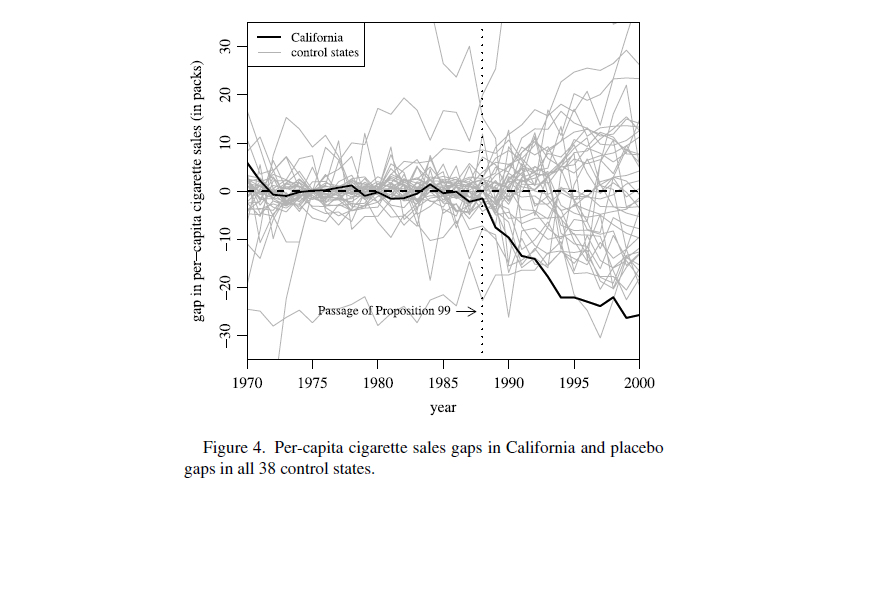 California
control states
gap in per−capita cigarette sales (in packs)
30
20
10
0
−10
−20
−30
Passage of Proposition 99
1970 1975 1980 1985 1990 1995 2000
year
Figure 4. Per-capita cigarette sales gaps in California and placebo
gaps in all 38 control states.